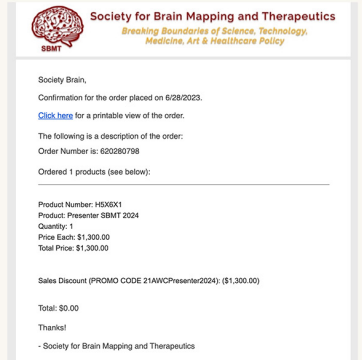 Society for Brain Mapping and Therapeutics
Breaking Boundaries of Science, Technology,
Medicine, Art & Healthcare Policy
SBMT
Society Brain,
Confirmation for the order placed on 6/28/2023.
Click here for a printable view of the order.
The following is a description of the order:
Order Number is: 620280798
Ordered 1 products (see below):
Product Number: H5X6X1
Product: Presenter SBMT 2024
Quantity: 1
Price Each: $1,300.00
Total Price: $1,300.00
Sales Discount (PROMO CODE 21AWCPresenter2024): ($1,300.00)
Total: $0.00
Thanks!
- Society for Brain Mapping and Therapeutics